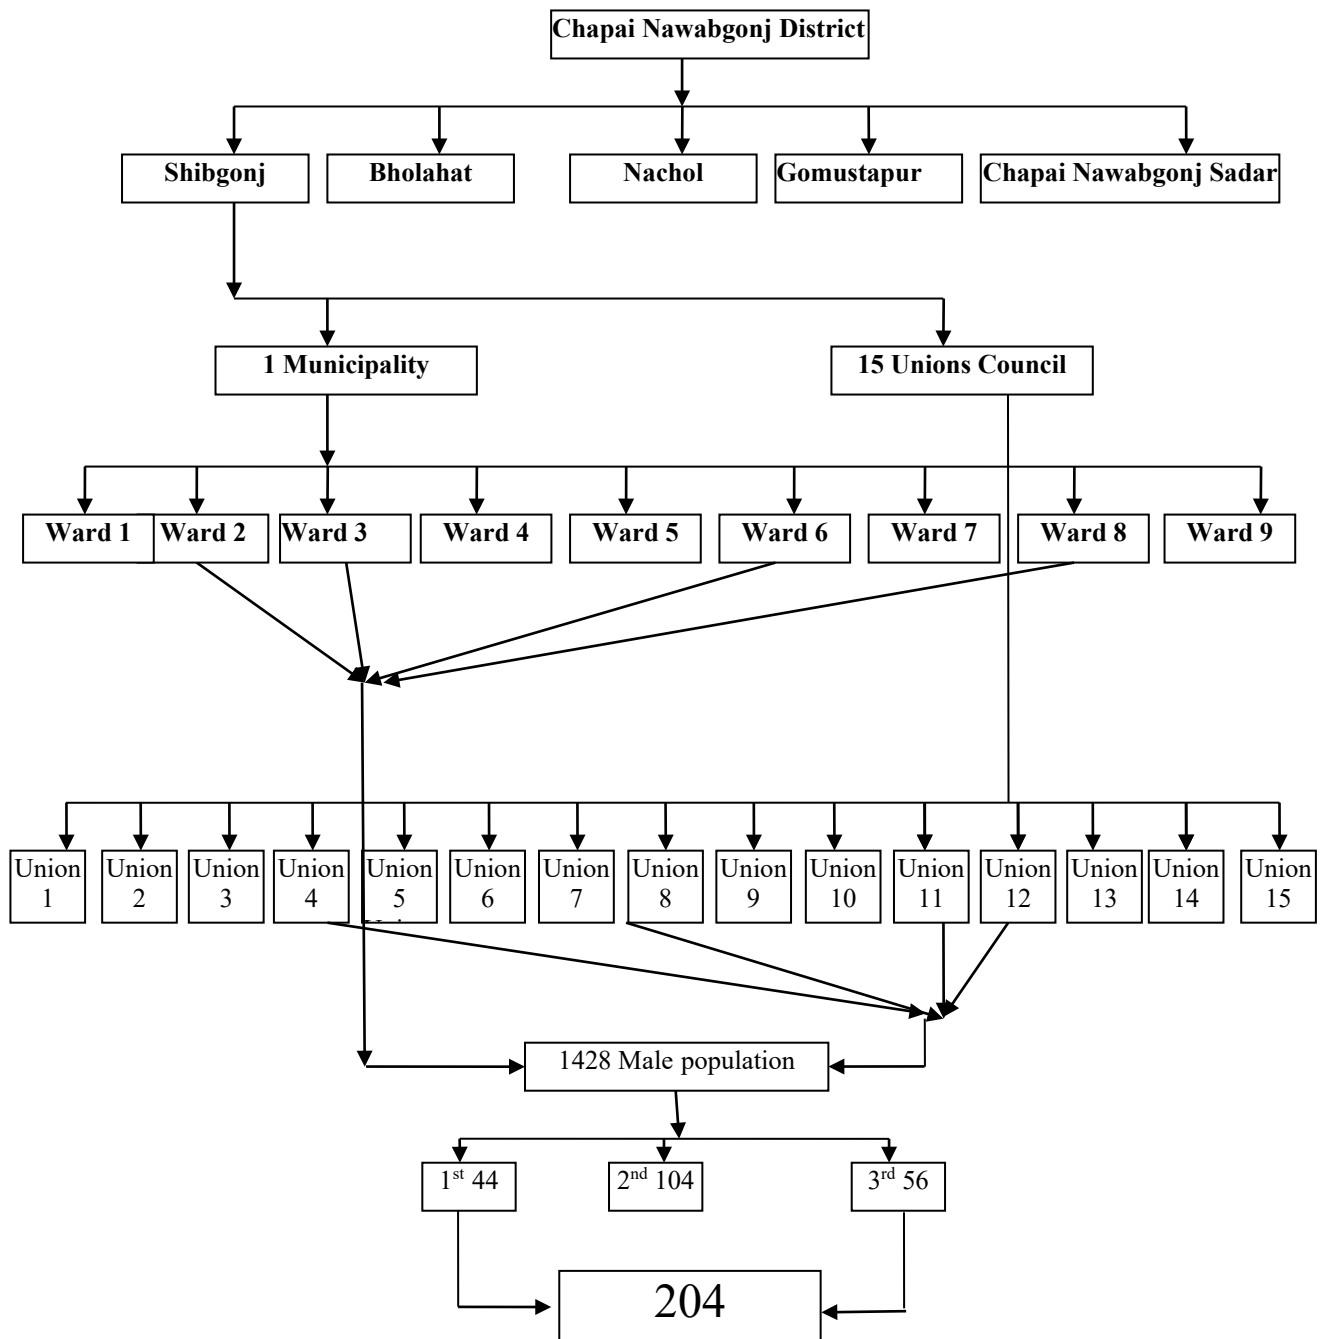 Chapai Nawabgonj District
Shibgonj
Bholahat
Nachol
Gomustapur
Chapai Nawabgonj Sadar
1 Municipality
15 Unions Council
Ward 1
Ward 2
Ward 3
Ward 4
Ward 5
Ward 6
Ward 7
Ward 8
Ward 9
Union
1
Union
2
Union
3
Union
4
Union
5
Union
6
Union
7
Union
8
Union
9
Union
10
Union
11
Union
12
Union
13
Union
14
Union
15
1428 Male population
1st 44
2nd 104
3rd 56
204